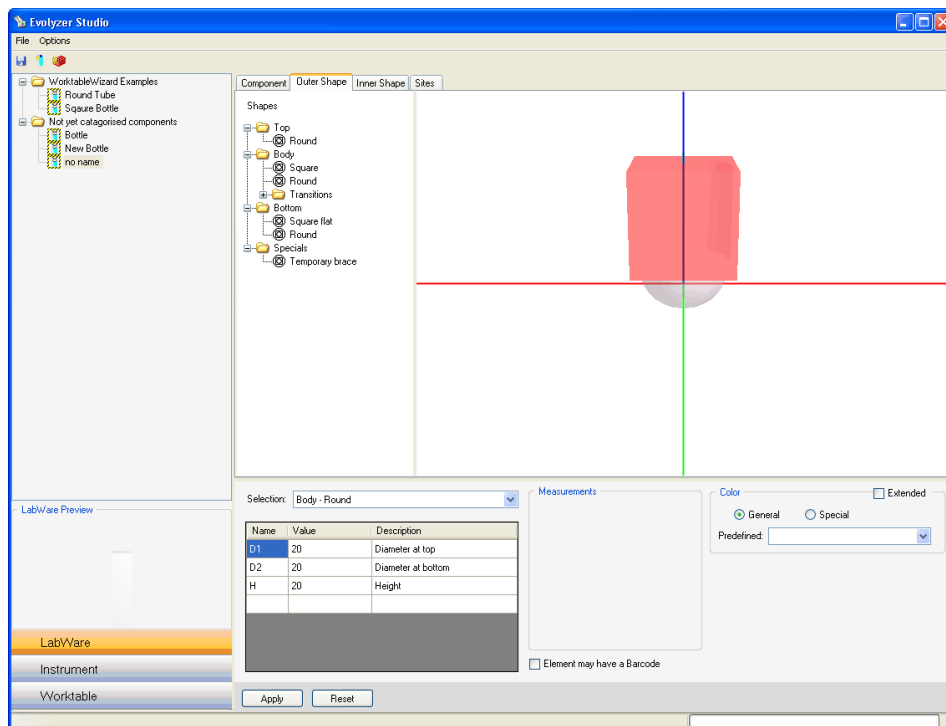 Evolyzer Studio
File Options
WorktableWizard Examples
Round Tube
Sqaure Bottle
Not yet catagorised components
Bottle
New Bottle
no name
Component Outer Shape Inner Shape Sites
Shapes
Top
Round
Body
Square
Round
Transitions
Bottom
Square flat
Round
Specials
Temporary brace
LabWare Preview
LabWare
Instrument
Worktable
Selection: Body - Round
Name Value Description
D1 20 Diameter at top
D2 20 Diameter at bottom
H 20 Height
Measurements
Element may have a Barcode
Color Extended
General Special
Predefined:
Apply Reset